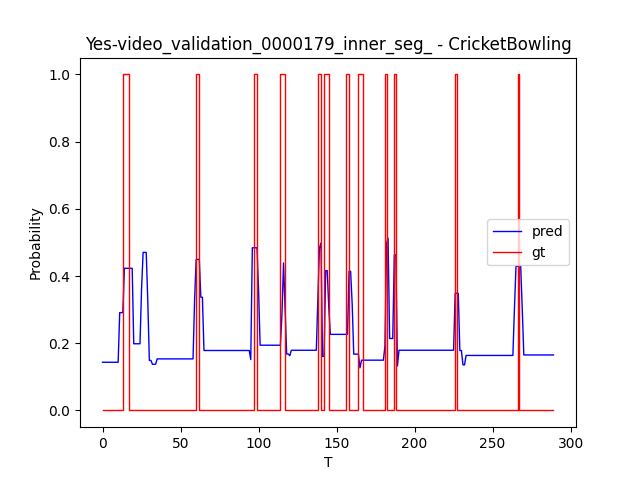 Yes-video_validation_0000179_inner_seg_ - CricketBowling
1.0
0.8
0.6
0.4
0.2
0.0
Probability
pred
gt
0
50
100
150
200
250
300
T